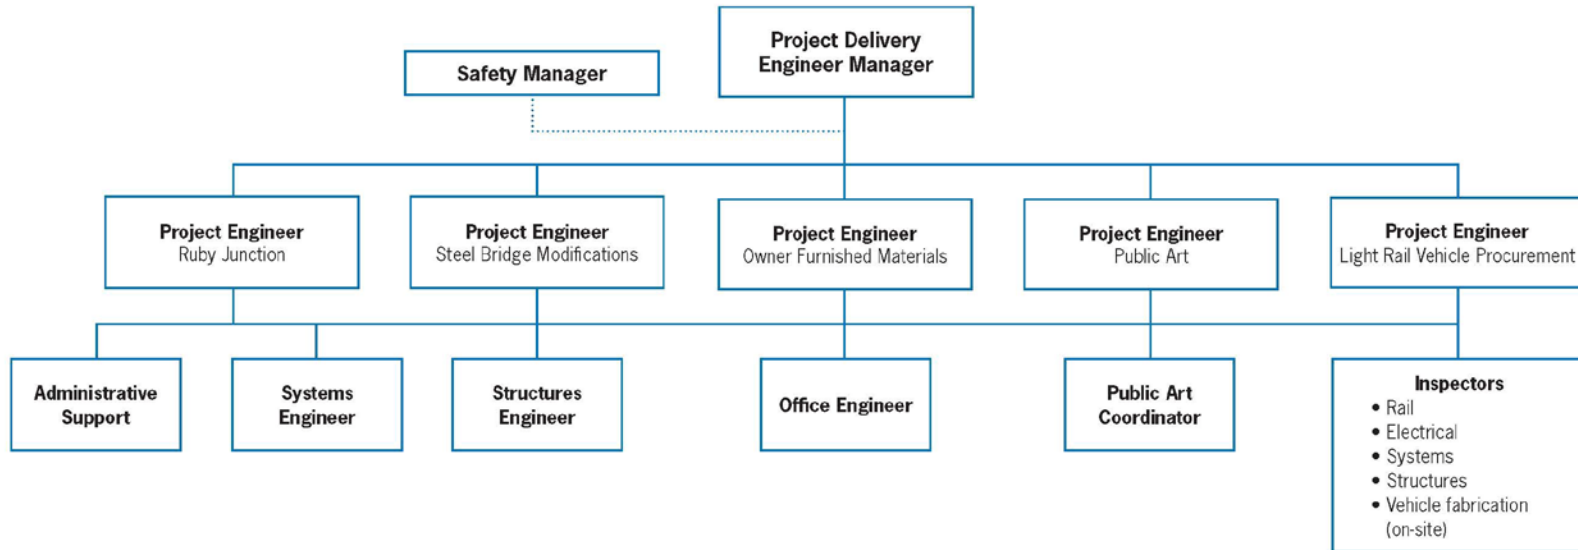 Project Delivery
Engineer Manager
Safety Manager
Project Engineer
Ruby Junction
Project Engineer
Steel Bridge Modifications
Project Engineer
Owner Furnished Materials
Project Engineer
Public Art
Project Engineer
Light Rail Vehicle Procurement
Administrative
Support
Systems
Engineer
Structures
Engineer
Office Engineer
Public Art
Coordinator
Inspectors
• Rail
• Electrical
• Systems
• Structures
• Vehicle fabrication
(on-site)